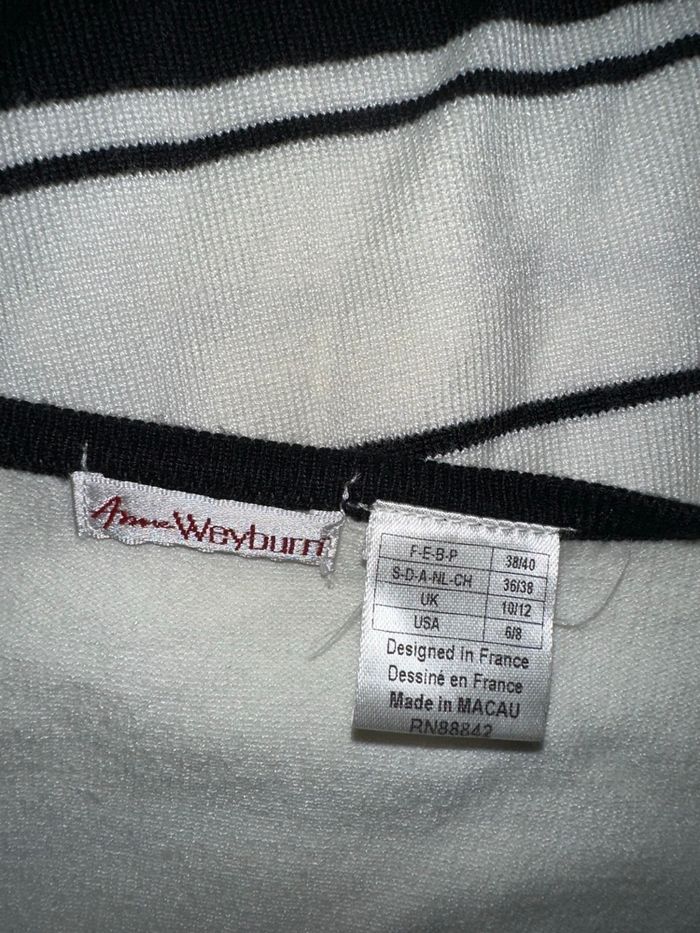 Anne Weyburn
F-E-B-P 38/40
S-D-A-NL-CH 36/38
UK 10/12
USA 6/8
Designed in France
Dessiné en France
Made in MACAU
RN88842